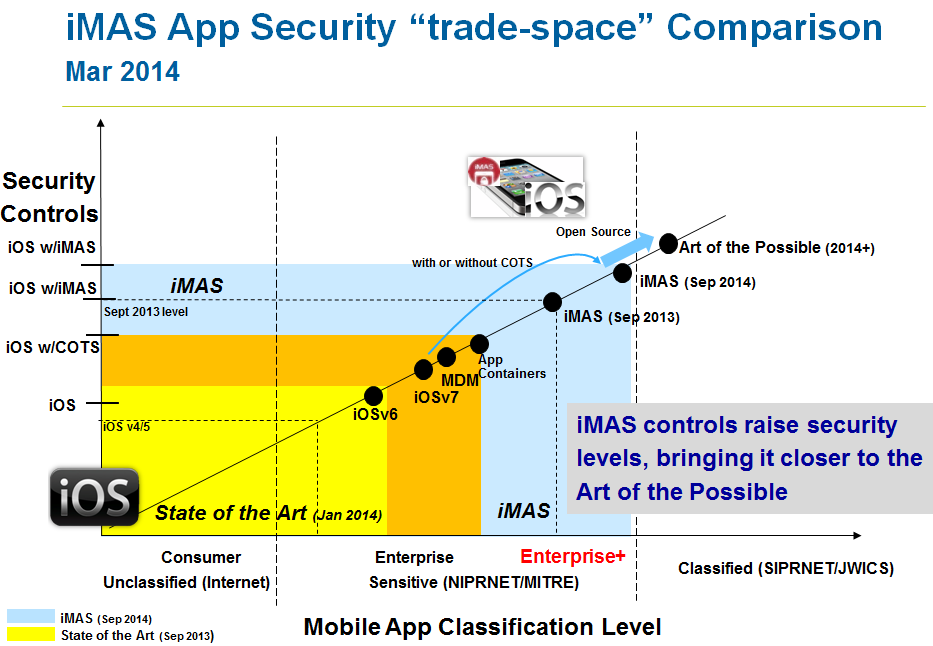 iMAS App Security “trade-space” Comparison
Mar 2014
Security
Controls
iOS w/iMAS
iOS w/iMAS
iOS w/COTS
iOS
iMAS
iOS
Open Source
with or without COTS
Art of the Possible (2014+)
iMAS (Sep 2014)
iMAS
Sept 2013 level
iMAS (Sep 2013)
App
Containers
MDM
iOSv7
iOSv6
iOS v4/5
iMAS controls raise security
levels, bringing it closer to the
Art of the Possible
iOS
State of the Art (Jan 2014)
iMAS
Consumer
Unclassified (Internet)
Enterprise
Sensitive (NIPRNET/MITRE)
Enterprise+
Classified (SIPRNET/JWICS)
iMAS (Sep 2014)
State of the Art (Sep 2013)
Mobile App Classification Level